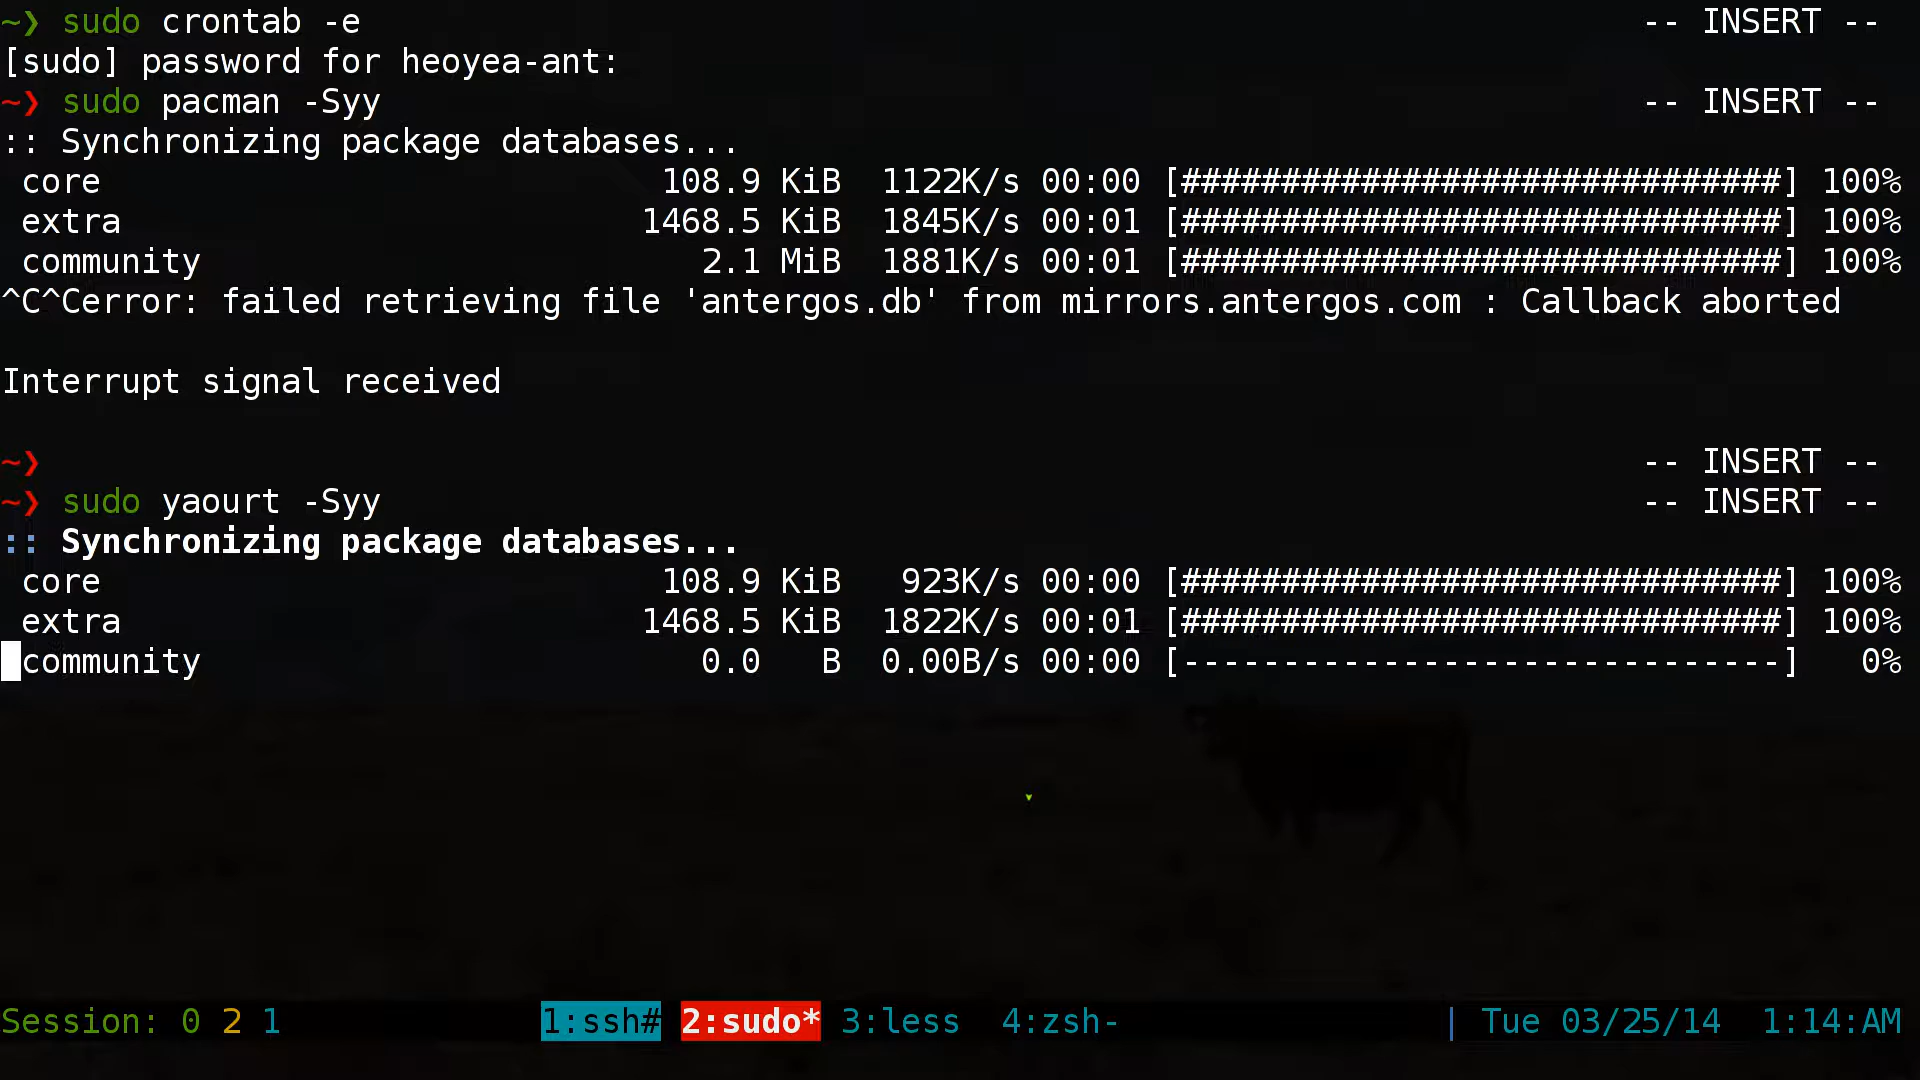 ~❯ sudo crontab -e -- INSERT --
[sudo] password for heoyea-ant:
~❯ sudo pacman -Syy -- INSERT --
:: Synchronizing package databases...
core 108.9 KiB 1122K/s 00:00 [##############################] 100%
extra 1468.5 KiB 1845K/s 00:01 [##############################] 100%
community 2.1 MiB 1881K/s 00:01 [##############################] 100%
^C^Cerror: failed retrieving file 'antergos.db' from mirrors.antergos.com : Callback aborted
Interrupt signal received
~❯ -- INSERT --
~❯ sudo yaourt -Syy -- INSERT --
:: Synchronizing package databases...
core 108.9 KiB 923K/s 00:00 [##############################] 100%
extra 1468.5 KiB 1822K/s 00:01 [##############################] 100%
community 0.0 B 0.00B/s 00:00 [------------------------------] 0%
Session: 0 2 1 1:ssh# 2:sudo* 3:less 4:zsh- | Tue 03/25/14 1:14:AM